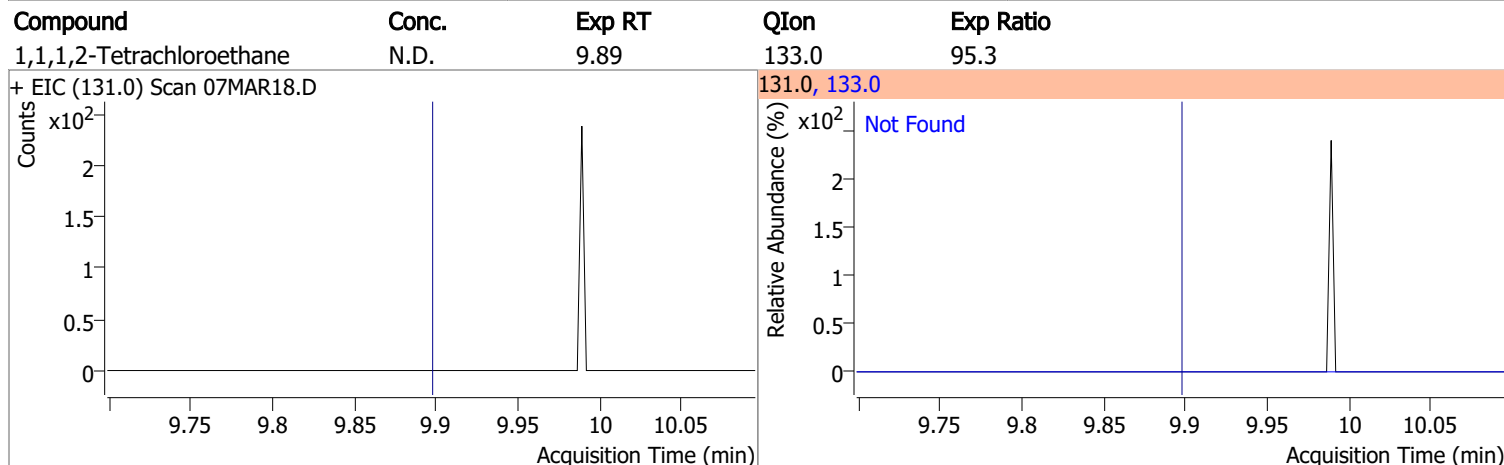 Compound Conc. Exp RT QIon Exp Ratio
1,1,1,2-Tetrachloroethane N.D. 9.89 133.0 95.3
+ EIC (131.0) Scan 07MAR18.D
Counts
x10²
2
1.5
1
0.5
0
9.75 9.8 9.85 9.9 9.95 10 10.05
Acquisition Time (min)
131.0, 133.0
Relative Abundance (%)
x10²
Not Found
2
1.5
1
0.5
0
9.75 9.8 9.85 9.9 9.95 10 10.05
Acquisition Time (min)